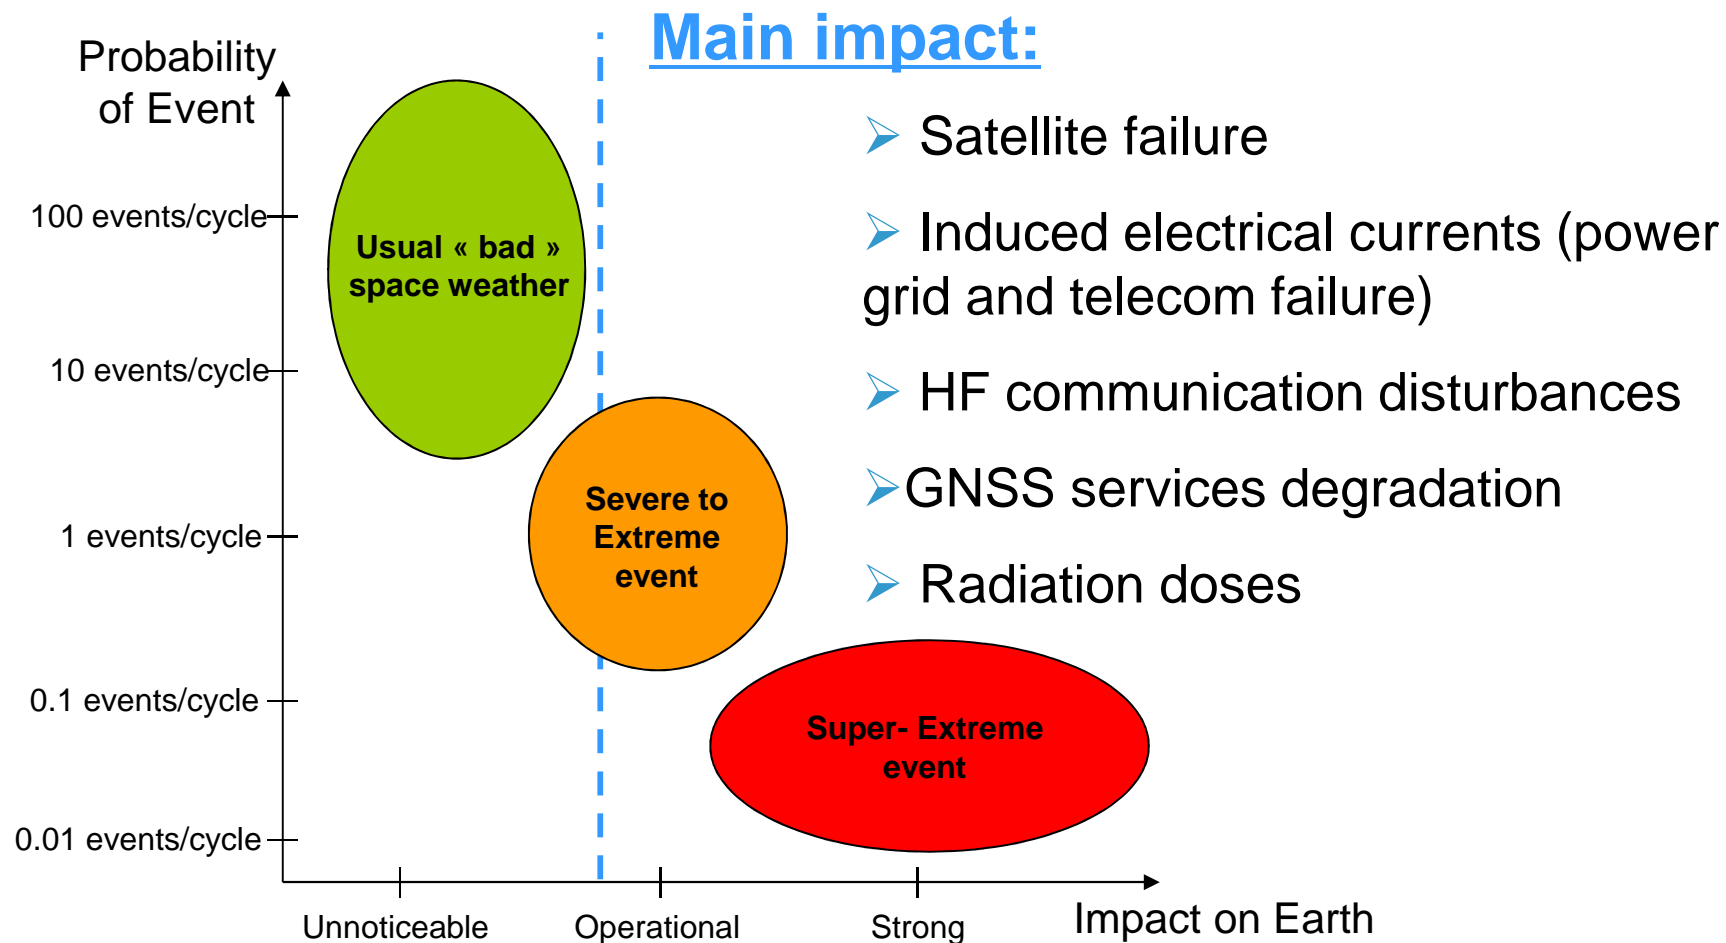 Main impact:
Probability
of Event
100 events/cycle
10 events/cycle
1 events/cycle
0.1 events/cycle
0.01 events/cycle
Usual « bad »
space weather
Severe to
Extreme
event
Super- Extreme
event
➢ Satellite failure
➢ Induced electrical currents (power
grid and telecom failure)
➢ HF communication disturbances
➢GNSS services degradation
➢ Radiation doses
Unnoticeable
Operational
Strong
Impact on Earth